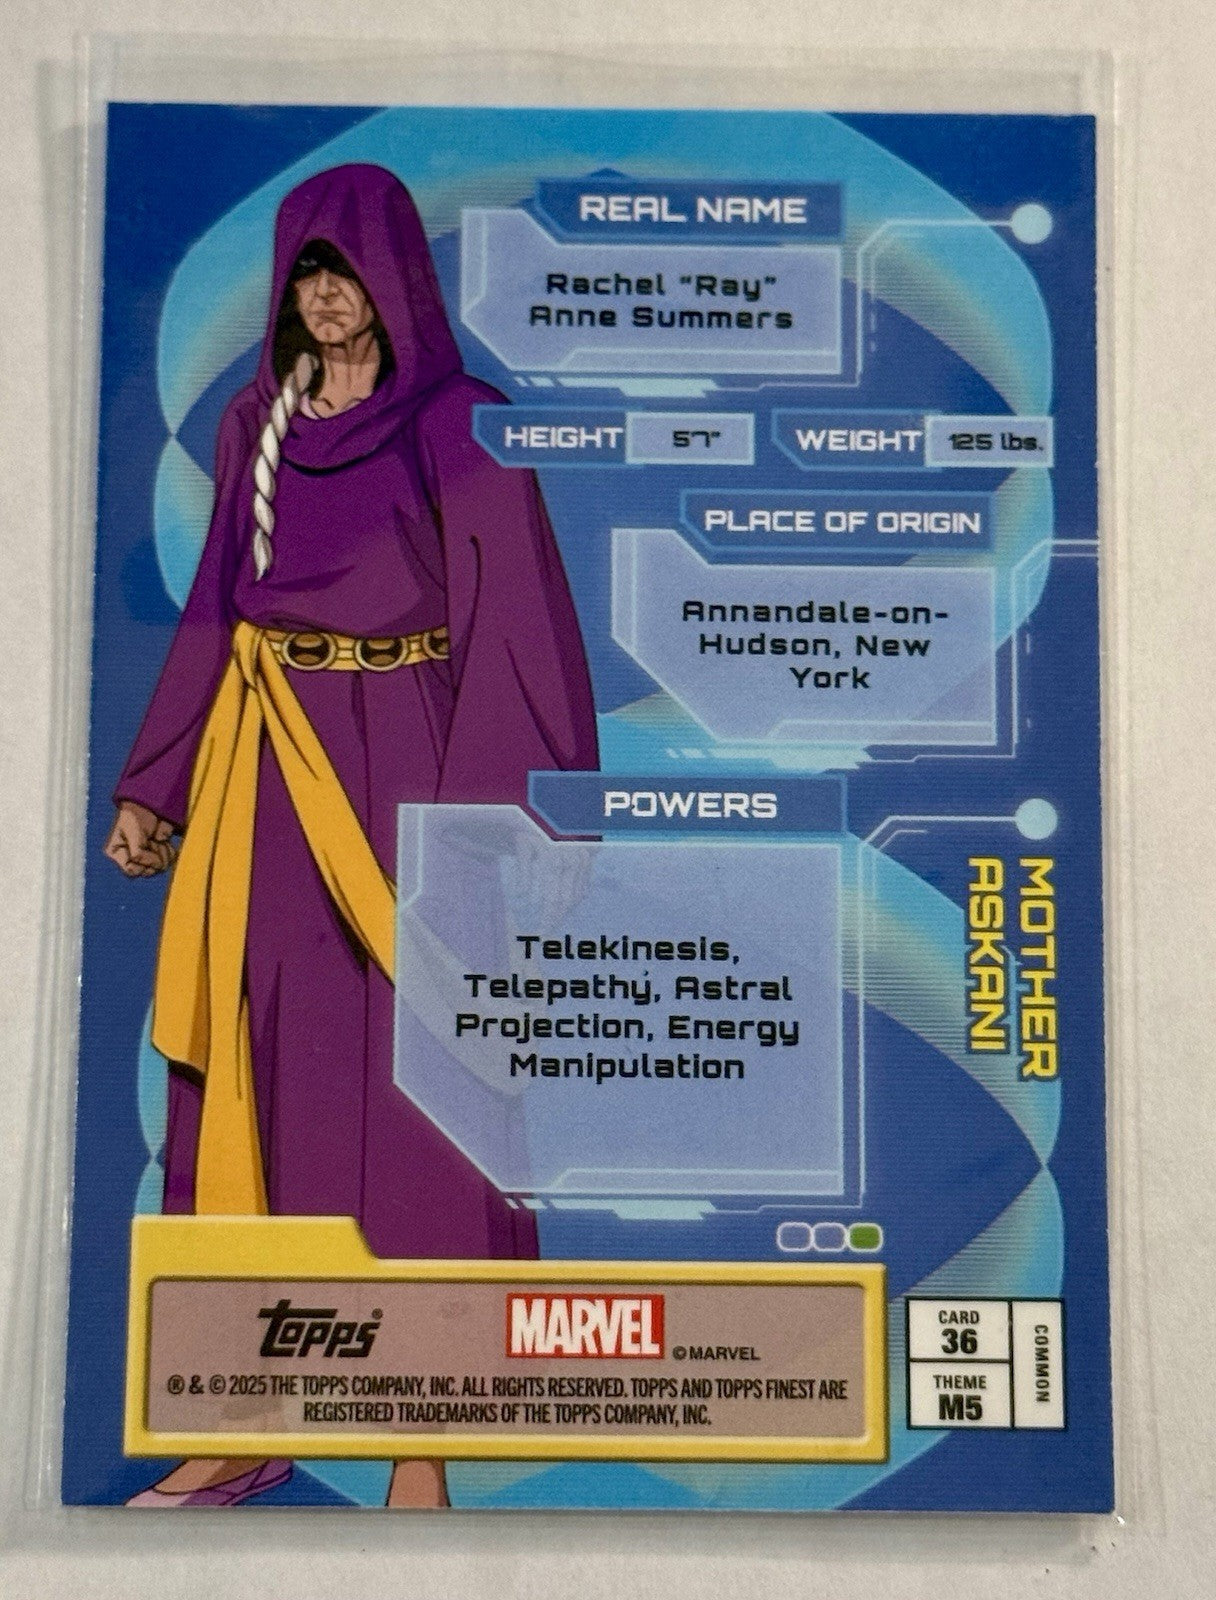 REAL NAME
Rachel "Ray"
Anne Summers
HEIGHT 5'7"
WEIGHT 125 lbs.
PLACE OF ORIGIN
Annandale-on-
Hudson, New
York
POWERS
Telekinesis,
Telepathy, Astral
Projection, Energy
Manipulation
MOTHER
ASKANI
topps®
MARVEL
© MARVEL
® & © 2025 THE TOPPS COMPANY, INC. ALL RIGHTS RESERVED. TOPPS AND TOPPS FINEST ARE
REGISTERED TRADEMARKS OF THE TOPPS COMPANY, INC.
CARD
36
THEME
M5
COMMON